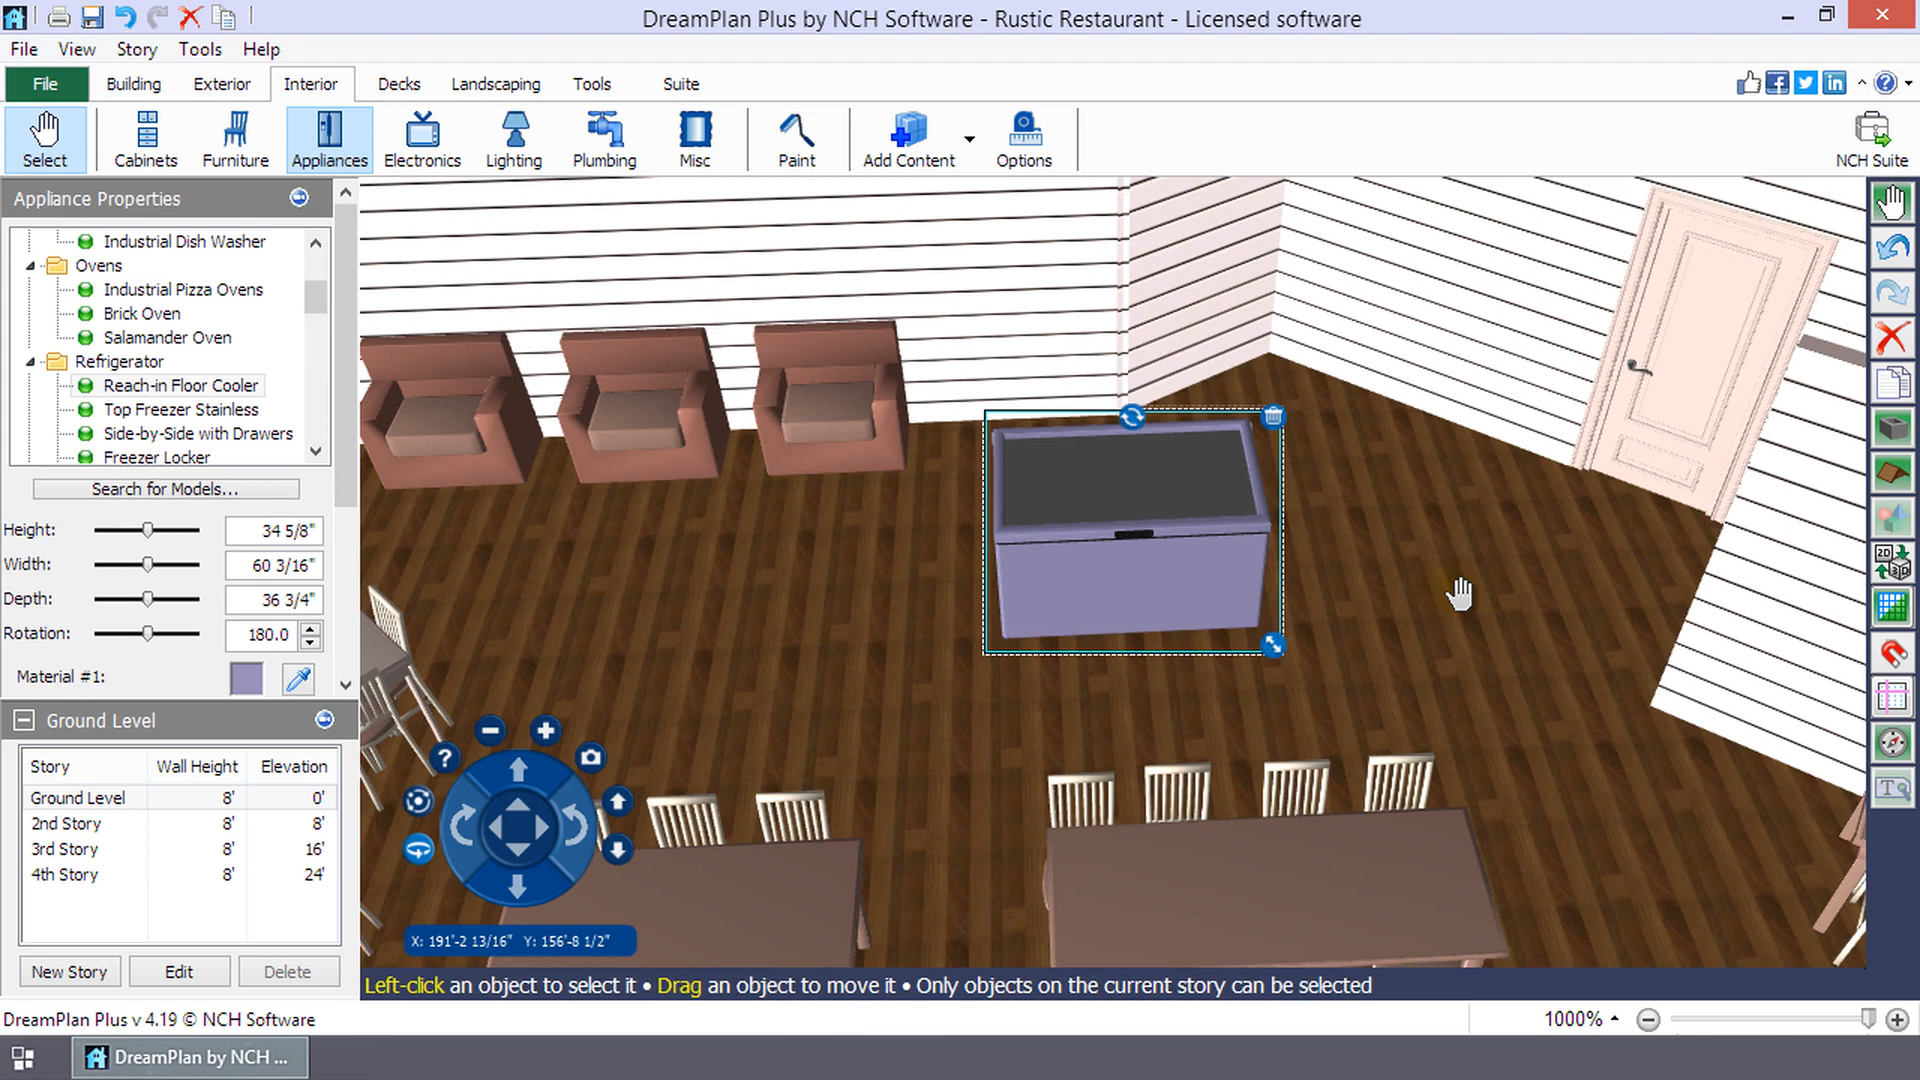 DreamPlan Plus by NCH Software - Rustic Restaurant - Licensed software
File View Story Tools Help
File Building Exterior Interior Decks Landscaping Tools Suite
Select Cabinets Furniture Appliances Electronics Lighting Plumbing Misc Paint Add Content Options NCH Suite
Appliance Properties
Industrial Dish Washer
Ovens
Industrial Pizza Ovens
Brick Oven
Salamander Oven
Refrigerator
Reach-in Floor Cooler
Top Freezer Stainless
Side-by-Side with Drawers
Freezer Locker
Search for Models...
Height: 34 5/8"
Width: 60 3/16"
Depth: 36 3/4"
Rotation: 180.0
Material #1:
Ground Level
Story Wall Height Elevation
Ground Level 8' 0'
2nd Story 8' 8'
3rd Story 8' 16'
4th Story 8' 24'
New Story Edit Delete
2D 3D
X: 191'-2 13/16" Y: 156'-8 1/2"
Left-click an object to select it • Drag an object to move it • Only objects on the current story can be selected
DreamPlan Plus v 4.19 © NCH Software
1000%
DreamPlan by NCH ...